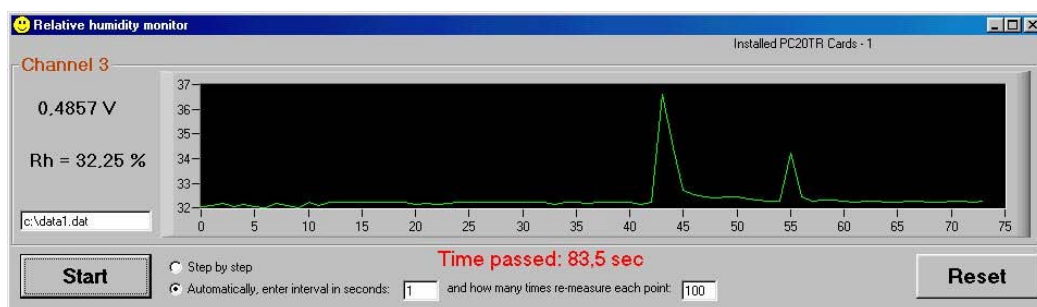 Relative humidity monitor
Installed PC20TR Cards - 1
Channel 3
0,4857 V
Rh = 32,25 %
c:\data1.dat
37
36
35
34
33
32
0 5 10 15 20 25 30 35 40 45 50 55 60 65 70 75
Time passed: 83,5 sec
Start
Step by step
Automatically, enter interval in seconds: 1 and how many times re-measure each point: 100
Reset